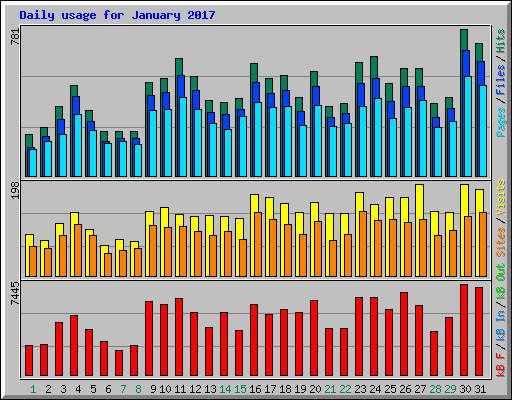 Daily usage for January 2017
781
Pages / Files / Hits
198
Sites / Visits
7445
kB F / kB In / kB Out
1 2 3 4 5 6 7 8 9 10 11 12 13 14 15 16 17 18 19 20 21 22 23 24 25 26 27 28 29 30 31